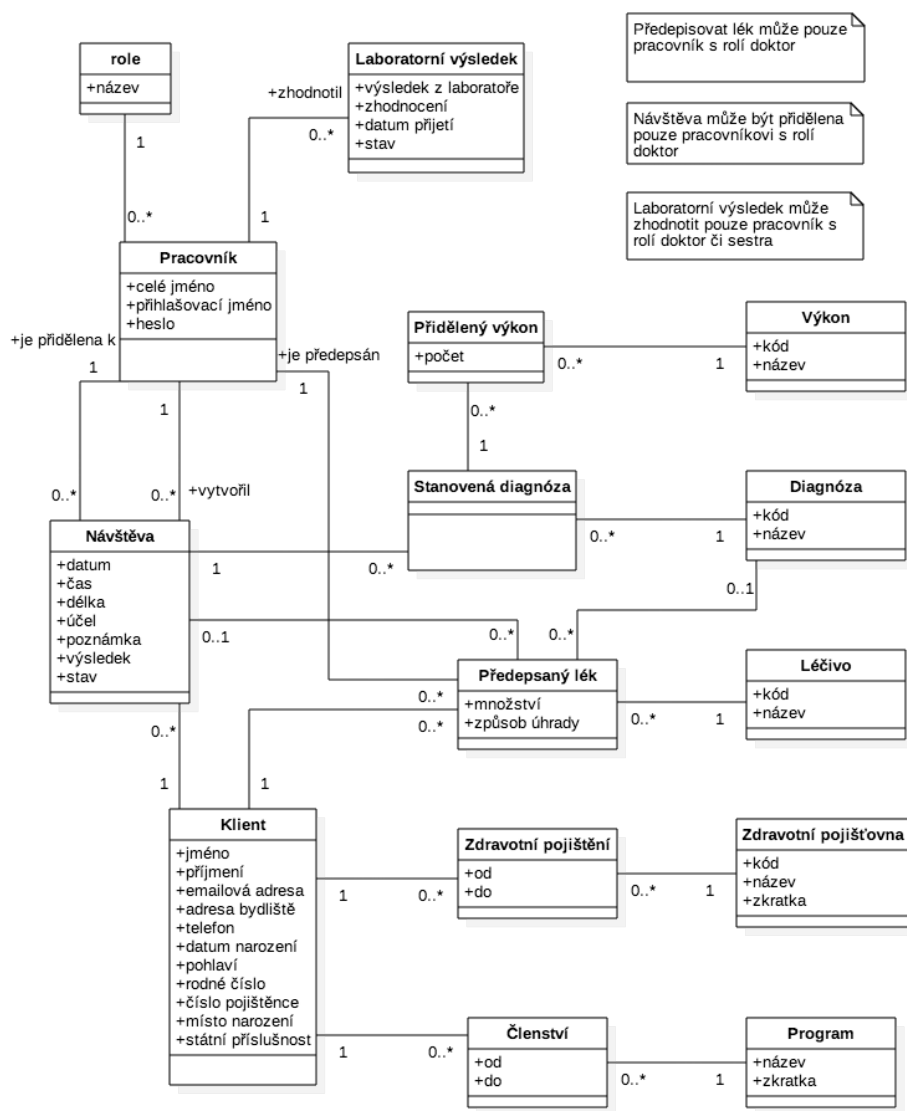 role
+název
Laboratorní výsledek
+výsledek z laboratoře
+zhodnocení
+datum přijetí
+stav
Předepisovat lék může pouze
pracovník s rolí doktor
Návštěva může být přidělena
pouze pracovníkovi s rolí
doktor
Laboratorní výsledek může
zhodnotit pouze pracovník s
rolí doktor či sestra
+zhodnotil
0..*
1
1
0..*
Pracovník
+celé jméno
+přihlašovací jméno
+heslo
+je přidělena k
1
1
+je předepsán
1
0..*
0..*
+vytvořil
Přidělený výkon
+počet
0..*
1
Výkon
+kód
+název
0..*
1
Stanovená diagnóza
0..*
1
Diagnóza
+kód
+název
Návštěva
+datum
+čas
+délka
+účel
+poznámka
+výsledek
+stav
1
0..*
0..1
0..*
0..*
0..1
Předepsaný lék
+množství
+způsob úhrady
0..*
0..*
0..*
1
Léčivo
+kód
+název
0..*
1
1
Klient
+jméno
+příjmení
+emailová adresa
+adresa bydliště
+telefon
+datum narození
+pohlaví
+rodné číslo
+číslo pojištěnce
+místo narození
+státní příslušnost
1
0..*
Zdravotní pojištění
+od
+do
0..*
1
Zdravotní pojišťovna
+kód
+název
+zkratka
1
0..*
Členství
+od
+do
0..*
1
Program
+název
+zkratka